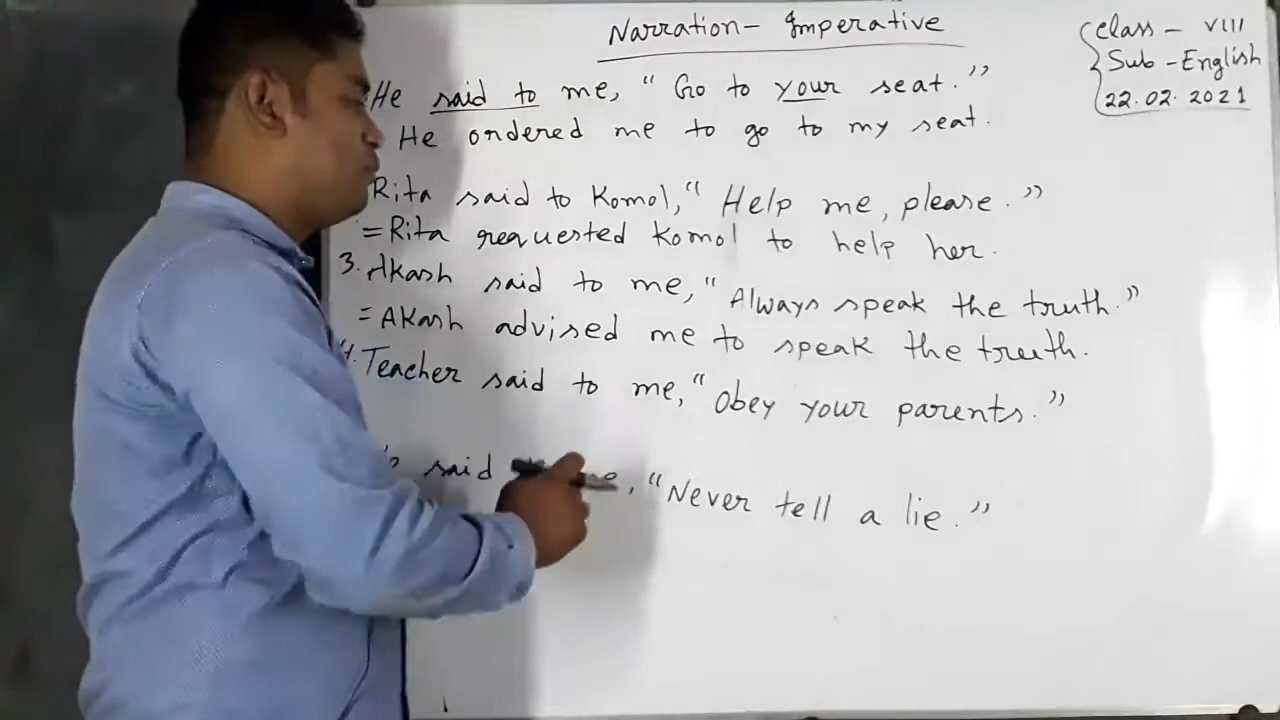 Narration - Imperative
Class - VIII
Sub - English
22.02.2021
He said to me, "Go to your seat."
He ordered me to go to my seat.
Rita said to Komol, "Help me, please."
= Rita requested Komol to help her.
3. Akash said to me, "Always speak the truth."
= Akash advised me to speak the truth.
4. Teacher said to me, "Obey your parents."
said "Never tell a lie."